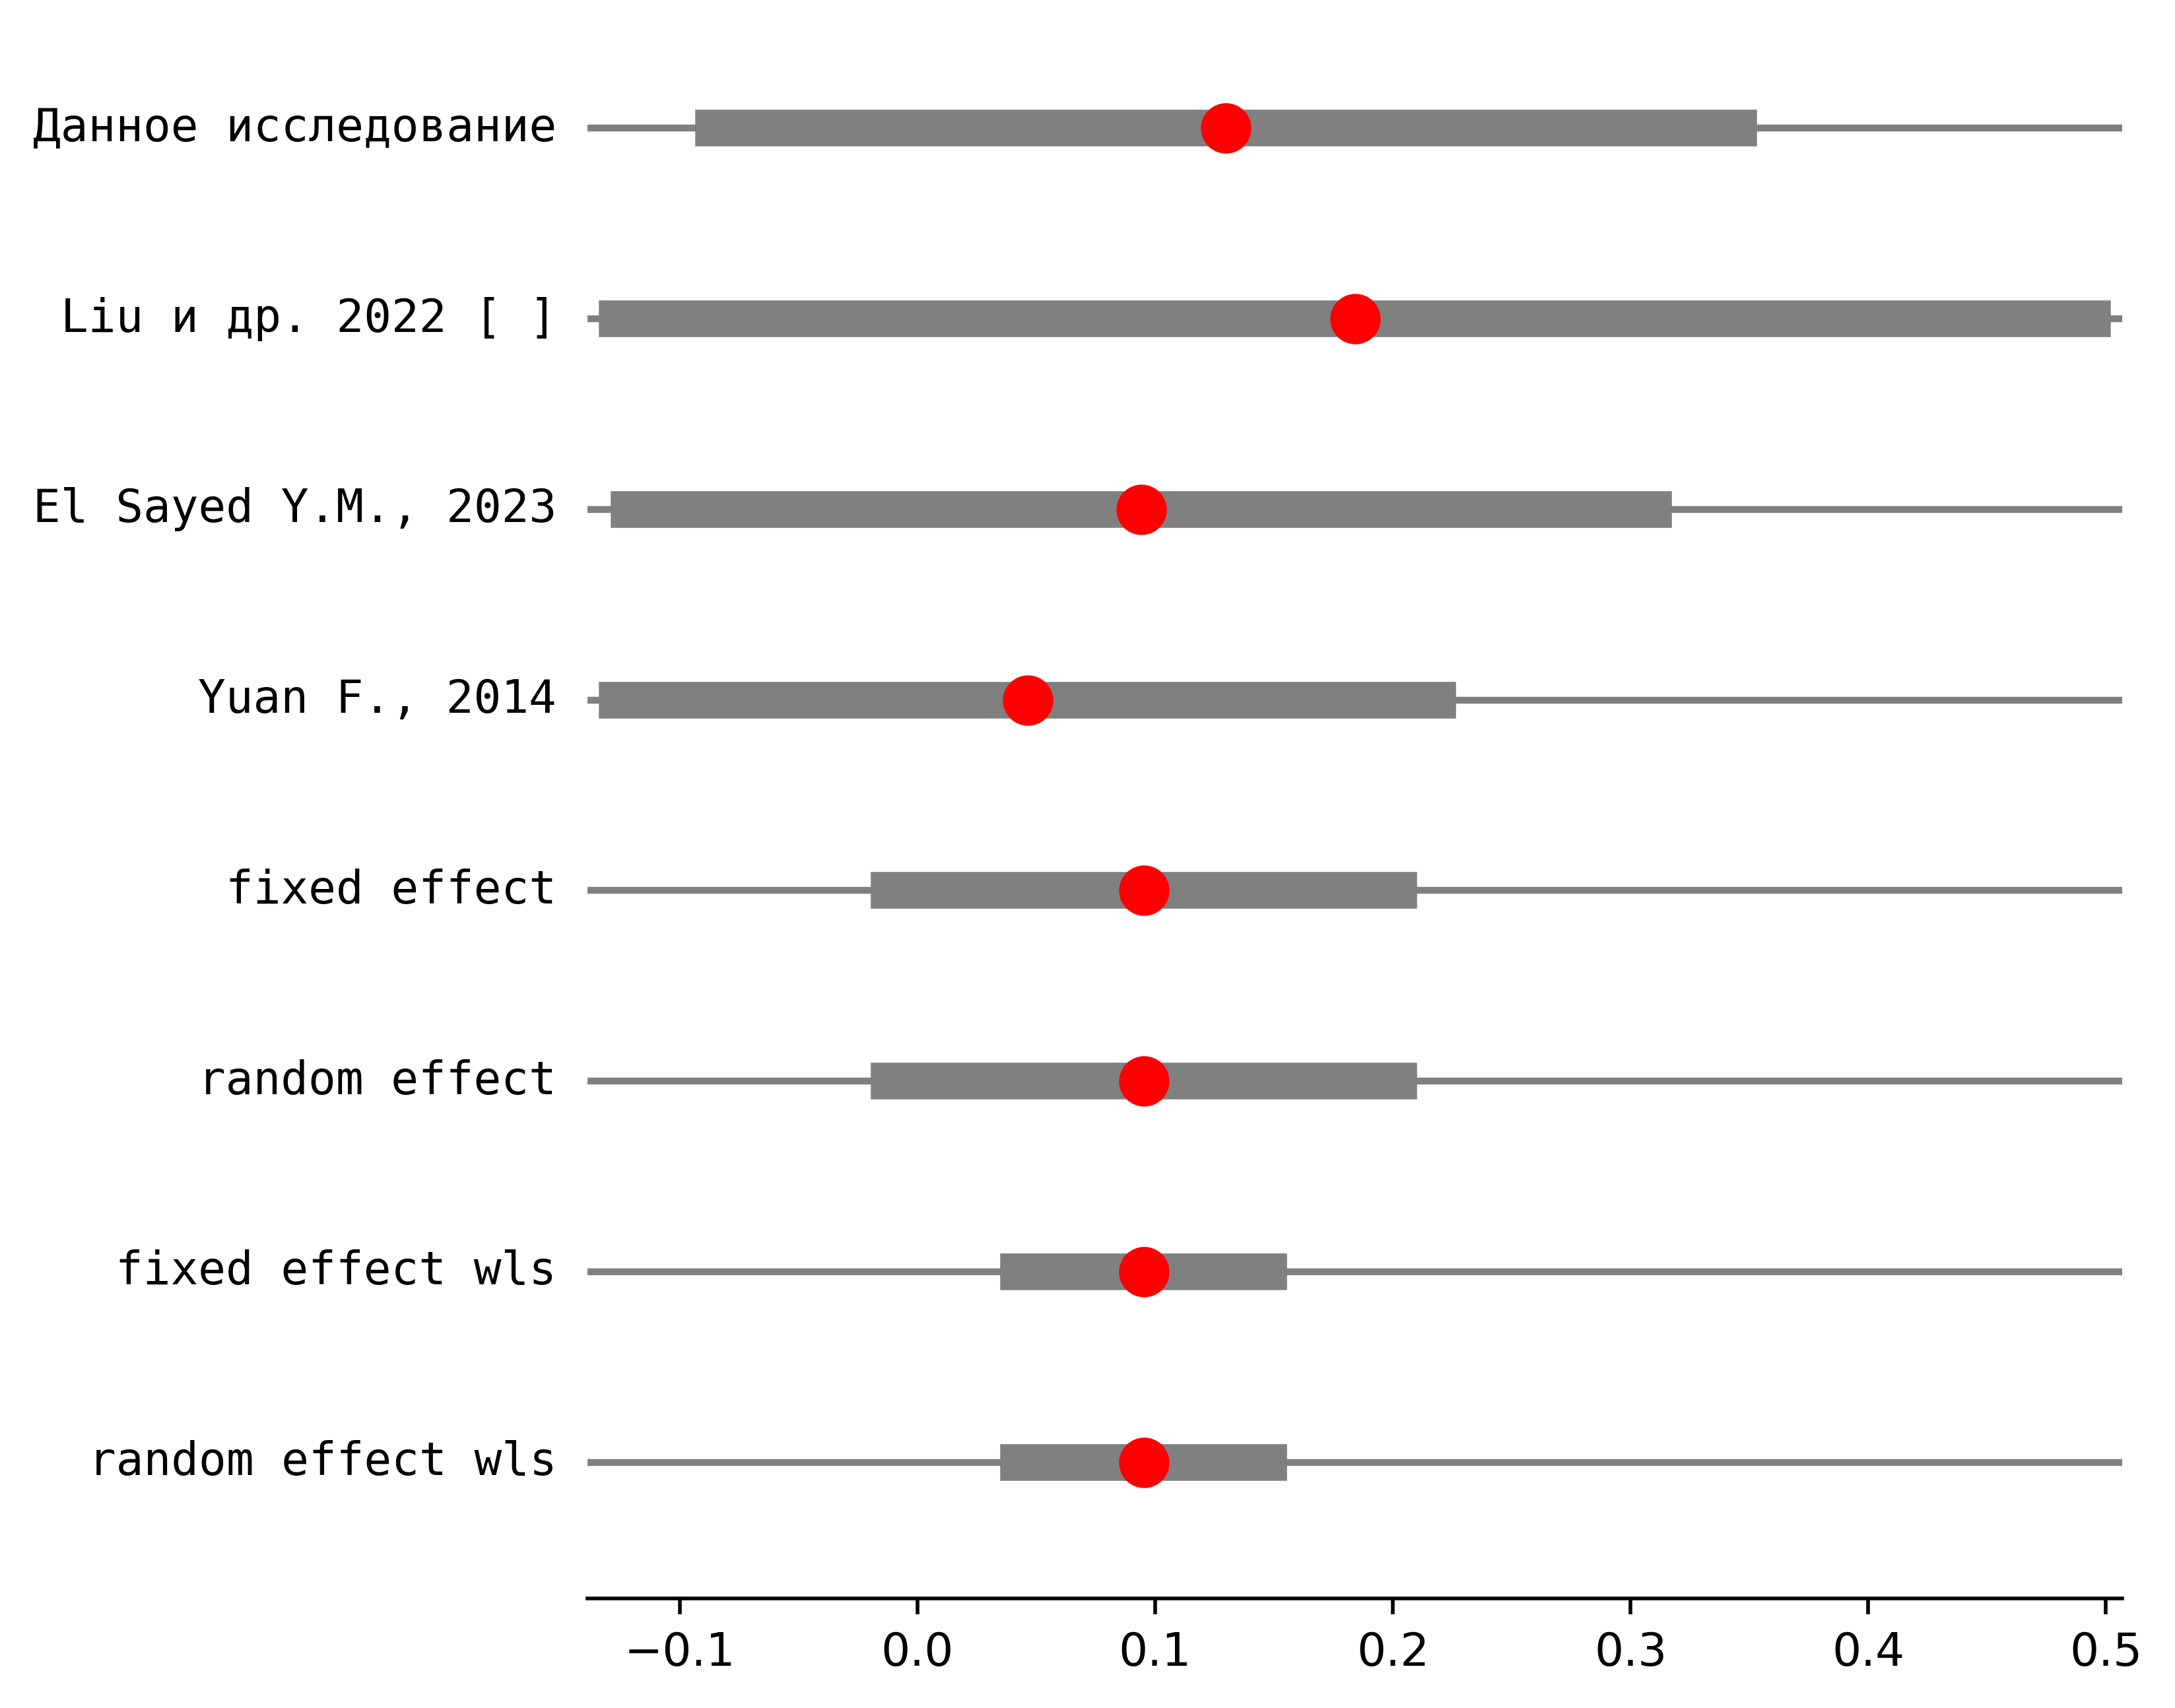 Данное исследование
Liu и др. 2022 [ ]
El Sayed Y.M., 2023
Yuan F., 2014
fixed effect
random effect
fixed effect wls
random effect wls
−0.1 0.0 0.1 0.2 0.3 0.4 0.5